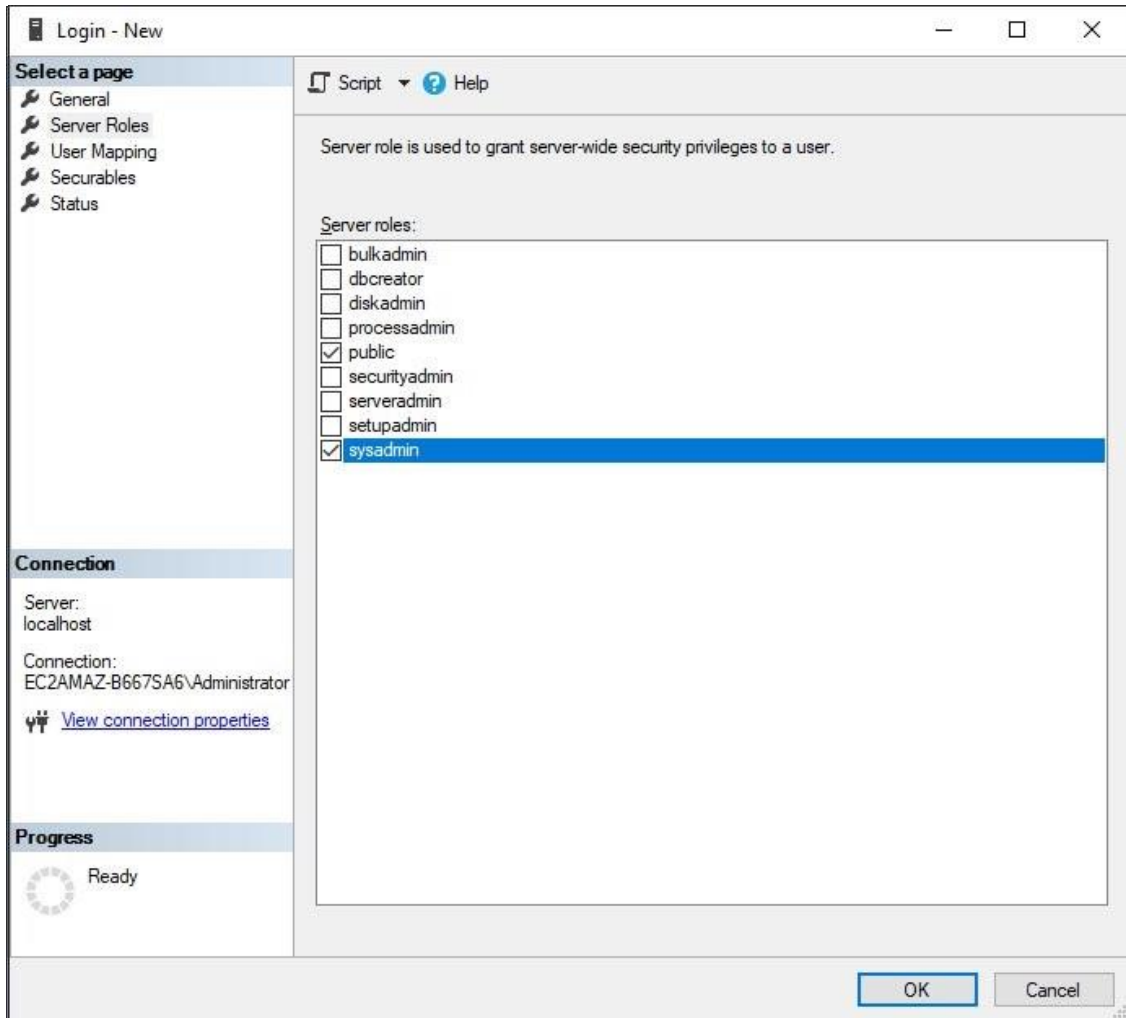 Login - New
Select a page
General
Server Roles
User Mapping
Securables
Status
Script
Help
Server role is used to grant server-wide security privileges to a user.
Server roles:
bulkadmin
dbcreator
diskadmin
processadmin
public
securityadmin
serveradmin
setupadmin
sysadmin
Connection
Server:
localhost
Connection:
EC2AMAZ-B667SA6\Administrator
View connection properties
Progress
Ready
OK
Cancel